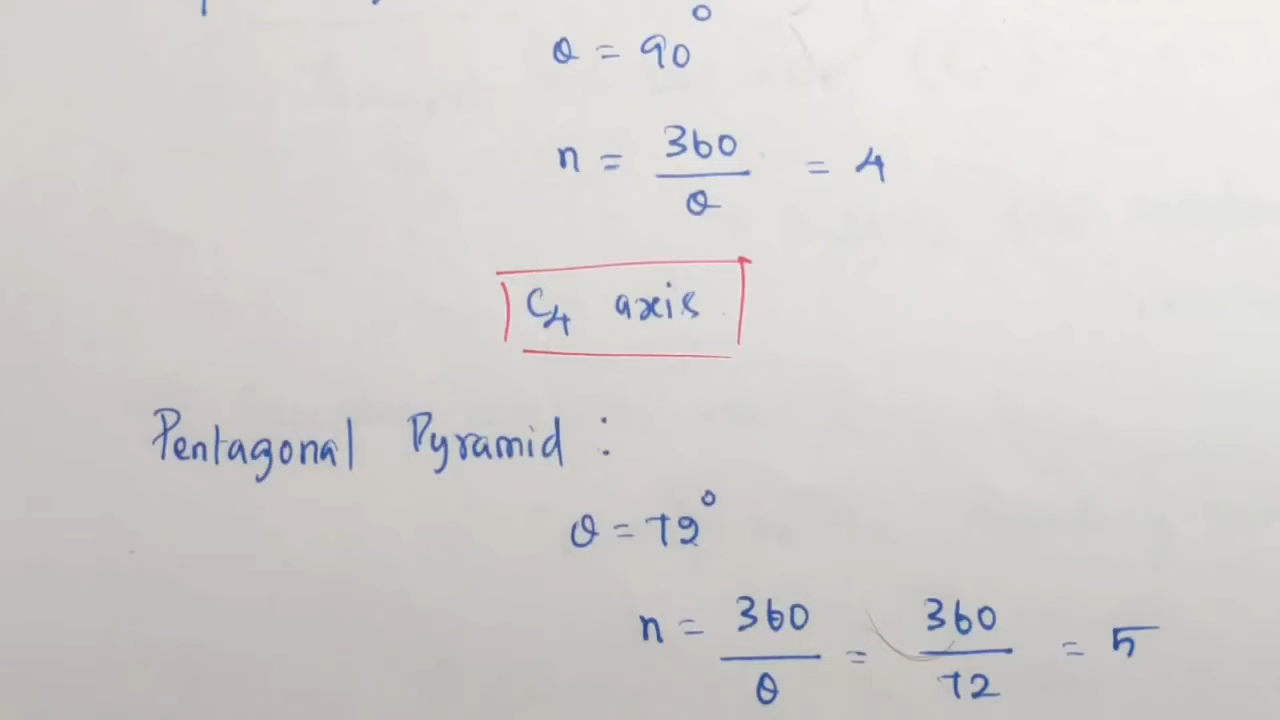 θ = 90°
n = 360/θ = 4
C₄ axis
Pentagonal Pyramid :
θ = 72°
n = 360/θ = 360/72 = 5